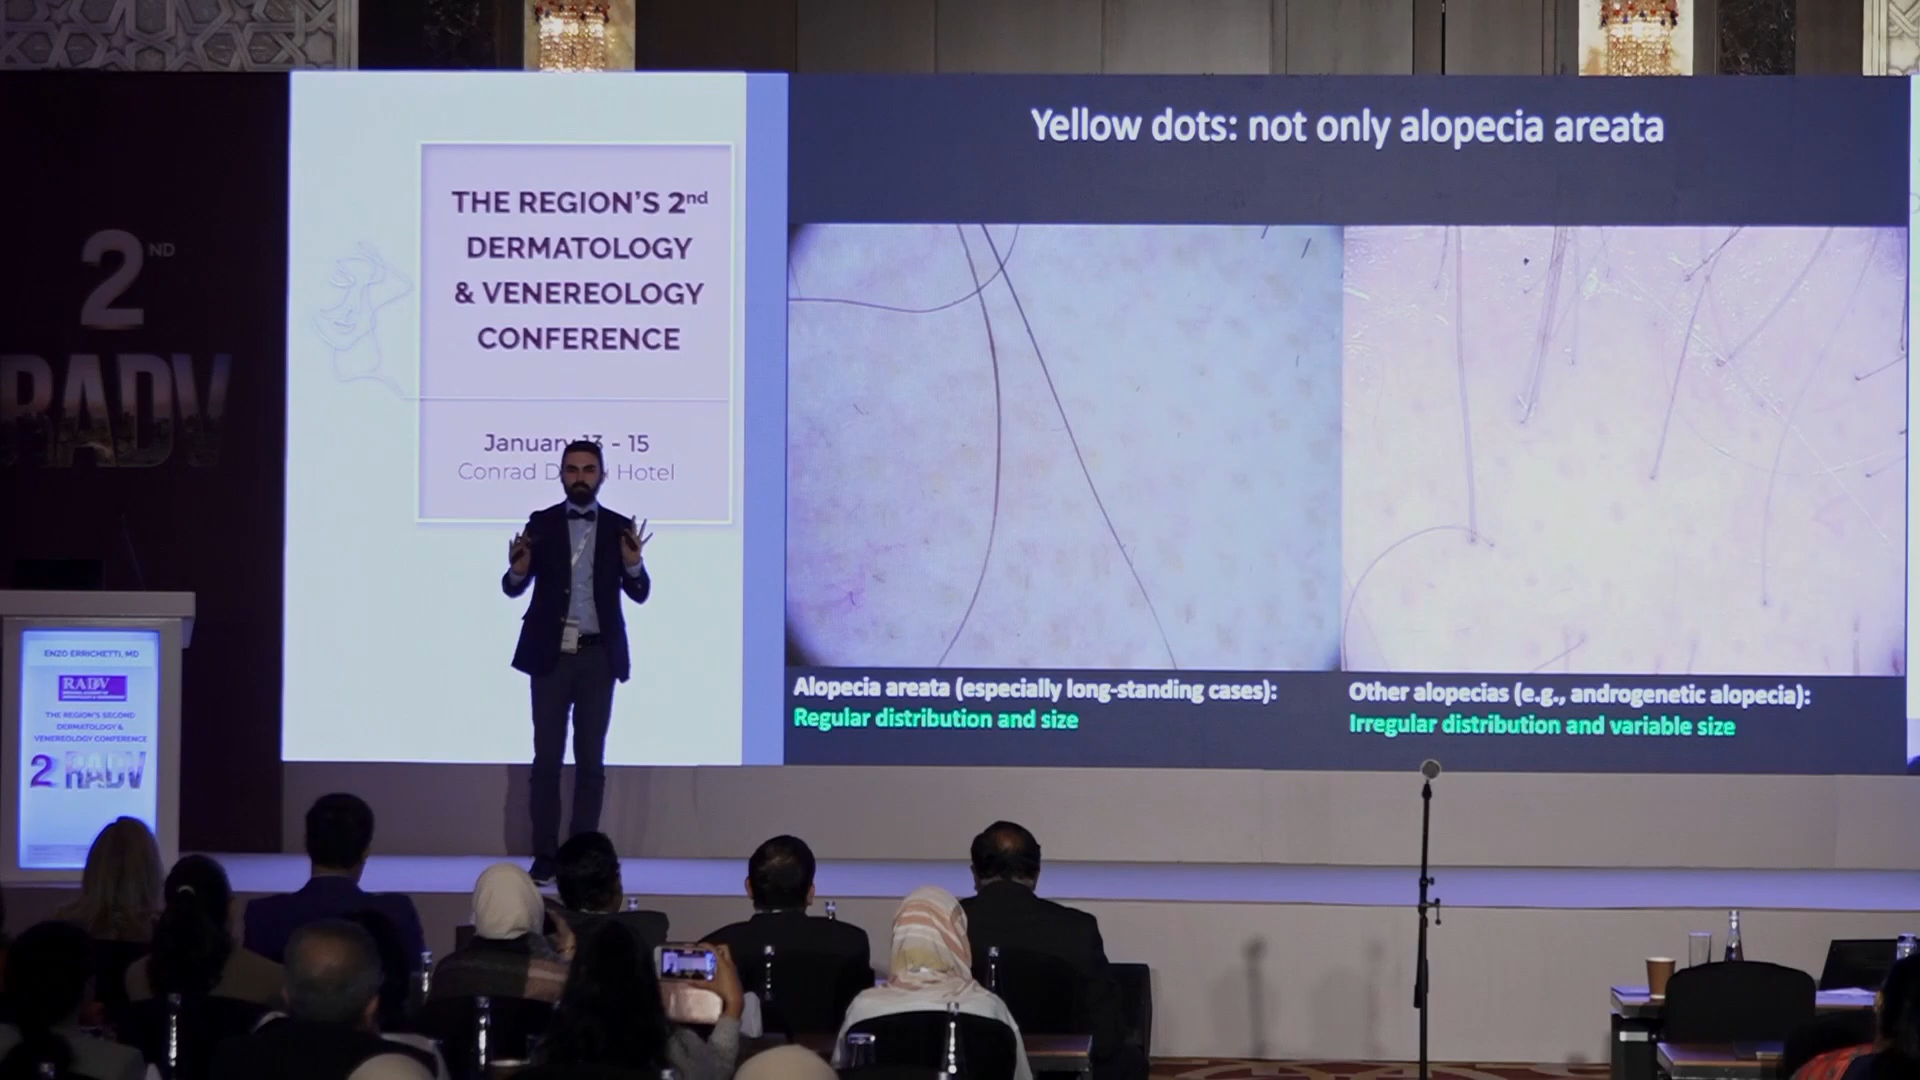 2ND
RADV
THE REGION'S 2nd
DERMATOLOGY
& VENEREOLOGY
CONFERENCE
January 13 - 15
Conrad Hotel
Yellow dots: not only alopecia areata
Alopecia areata (especially long-standing cases):
Regular distribution and size
Other alopecias (e.g., androgenetic alopecia):
Irregular distribution and variable size
ENZO ERRICHETTI, MD
RADV
THE REGION'S SECOND
DERMATOLOGY &
VENEREOLOGY CONFERENCE
2 RADV